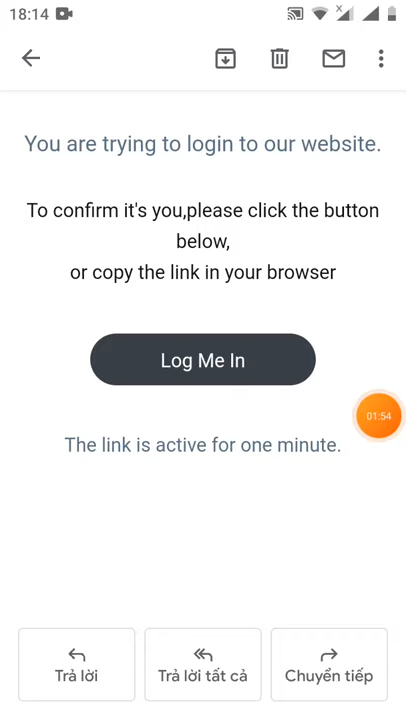 18:14
You are trying to login to our website.
To confirm it's you,please click the button
below,
or copy the link in your browser
Log Me In
01:54
The link is active for one minute.
Trả lời
Trả lời tất cả
Chuyển tiếp